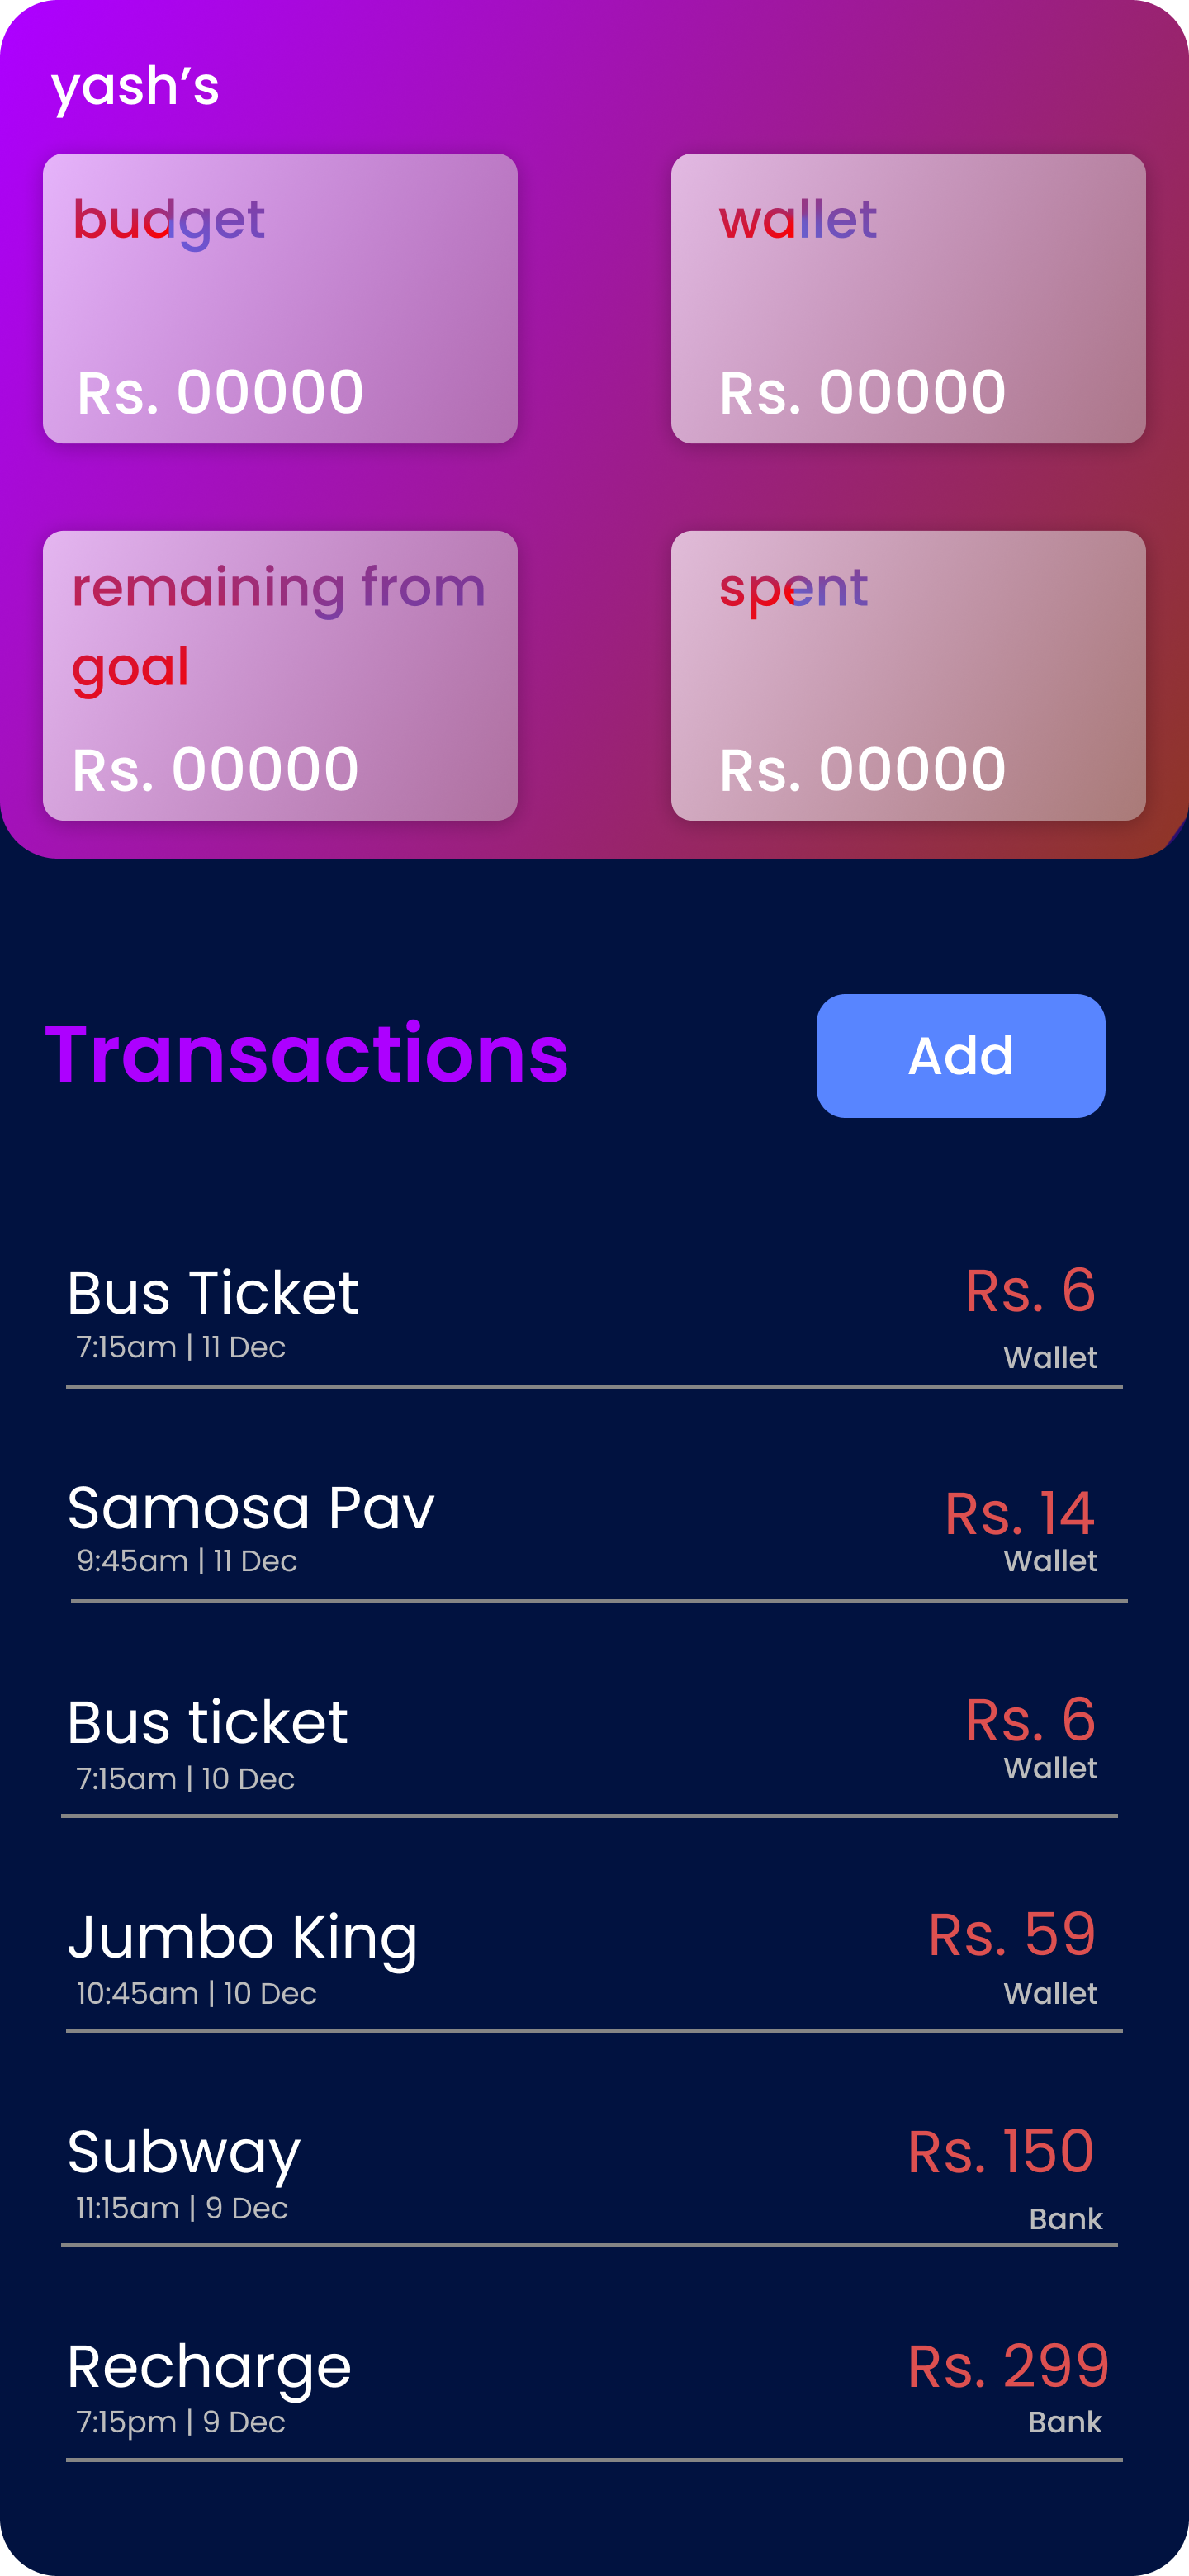 yash’s
budget
Rs. 00000
wallet
Rs. 00000
remaining from
goal
Rs. 00000
spent
Rs. 00000
Transactions
Add
Bus Ticket
Rs. 6
7:15am | 11 Dec
Wallet
Samosa Pav
Rs. 14
9:45am | 11 Dec
Wallet
Bus ticket
Rs. 6
7:15am | 10 Dec
Wallet
Jumbo King
Rs. 59
10:45am | 10 Dec
Wallet
Subway
Rs. 150
11:15am | 9 Dec
Bank
Recharge
Rs. 299
7:15pm | 9 Dec
Bank